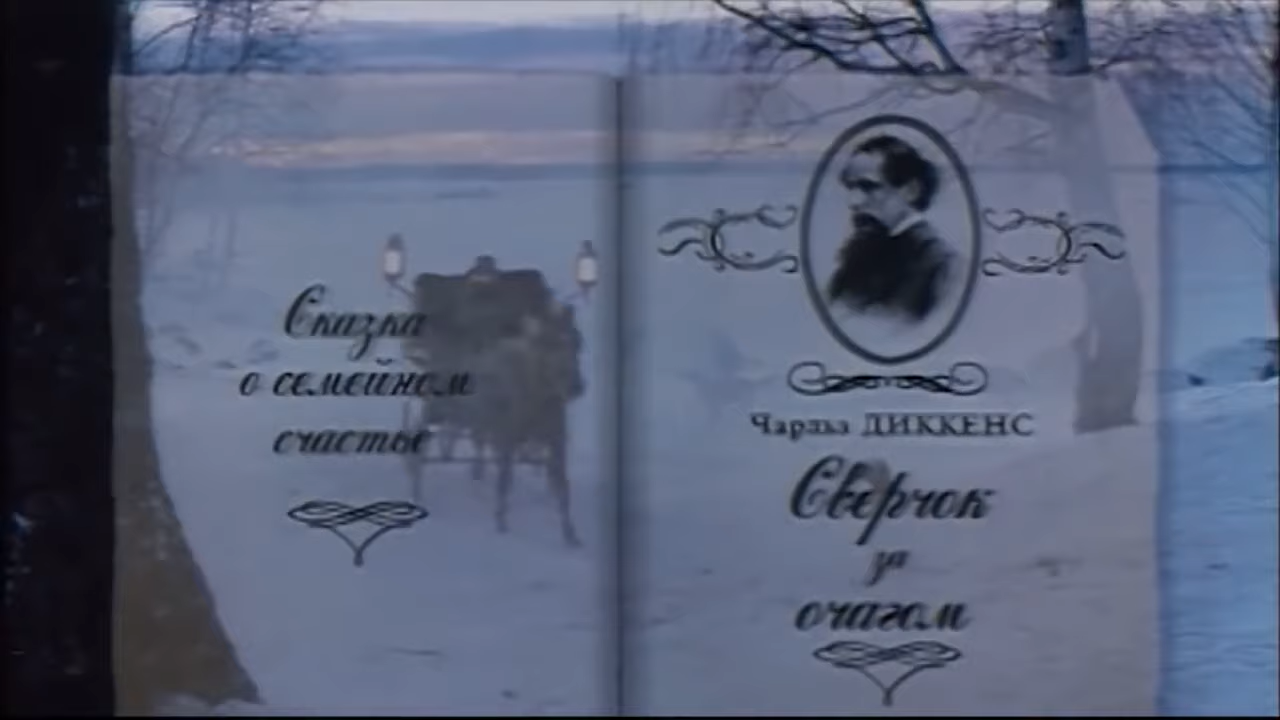 Сказка
о семейном
счастье
Чарльз ДИККЕНС
Сверчок
за
очагом